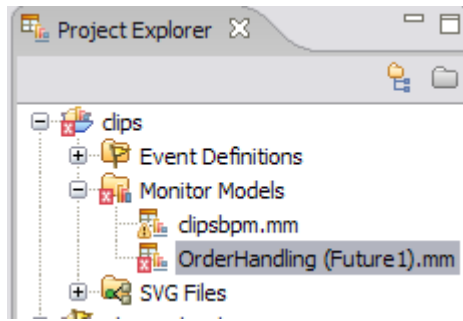 Project Explorer
clips
Event Definitions
Monitor Models
clipsbpm.mm
OrderHandling (Future1).mm
SVG Files